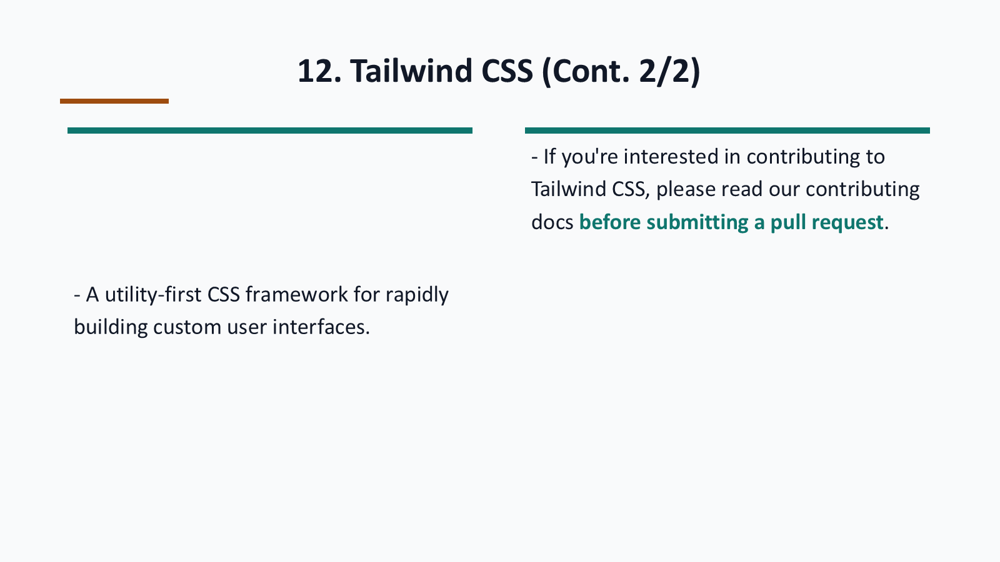 12. Tailwind CSS (Cont. 2/2)
- A utility-first CSS framework for rapidly
building custom user interfaces.
- If you're interested in contributing to
Tailwind CSS, please read our contributing
docs before submitting a pull request.